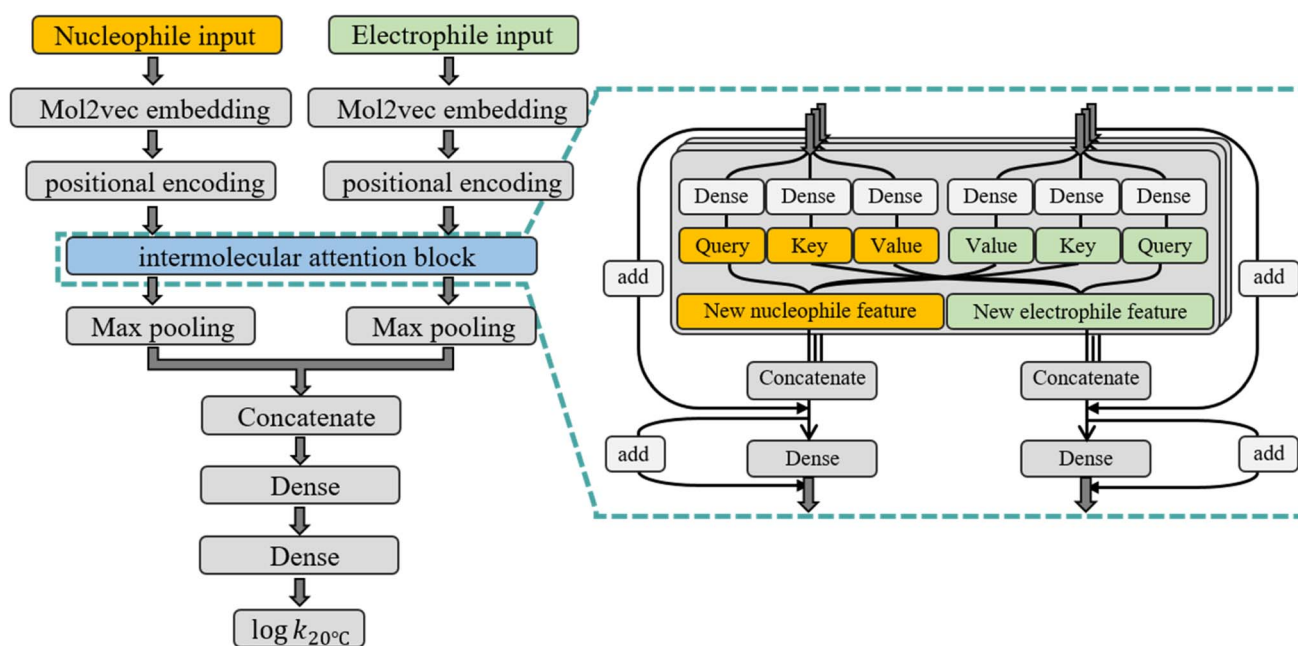 Nucleophile input
Electrophile input
Mol2vec embedding
Mol2vec embedding
positional encoding
positional encoding
intermolecular attention block
Max pooling
Max pooling
Concatenate
Dense
Dense
log k20°C
Dense
Dense
Dense
Dense
Dense
Dense
Query
Key
Value
Value
Key
Query
add
add
New nucleophile feature
New electrophile feature
Concatenate
Concatenate
add
Dense
Dense
add